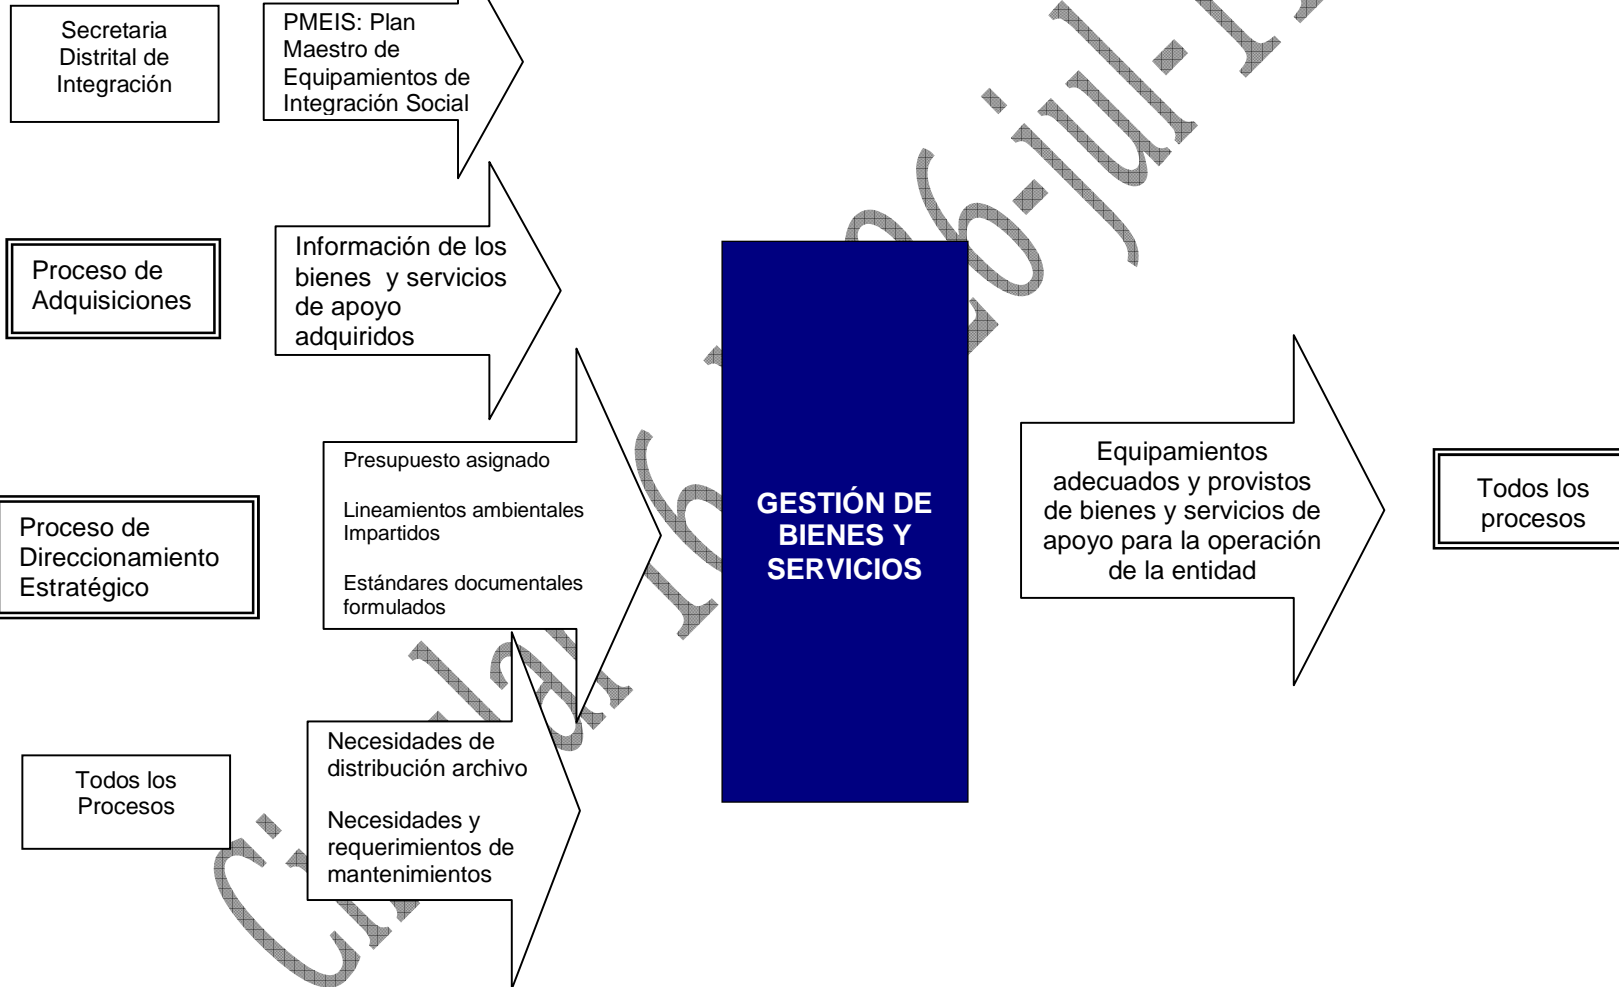 Secretaria
Distrital de
Integración
PMEIS: Plan
Maestro de
Equipamientos de
Integración Social
Proceso de
Adquisiciones
Información de los
bienes y servicios
de apoyo
adquiridos
Proceso de
Direccionamiento
Estratégico
Presupuesto asignado
Lineamientos ambientales
Impartidos
Estándares documentales
formulados
Todos los
Procesos
Necesidades de
distribución archivo
Necesidades y
requerimientos de
mantenimientos
GESTIÓN DE
BIENES Y
SERVICIOS
Equipamientos
adecuados y provistos
de bienes y servicios de
apoyo para la operación
de la entidad
Todos los
procesos